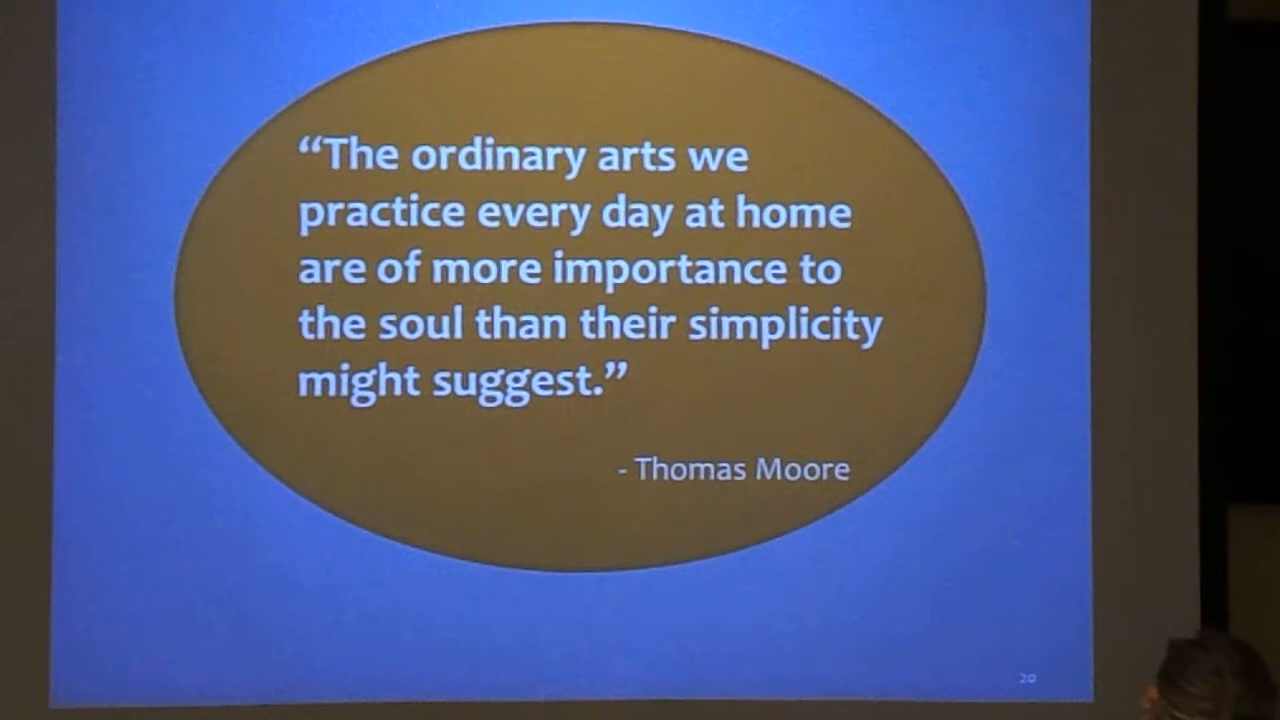 “The ordinary arts we
practice every day at home
are of more importance to
the soul than their simplicity
might suggest.”
- Thomas Moore
20